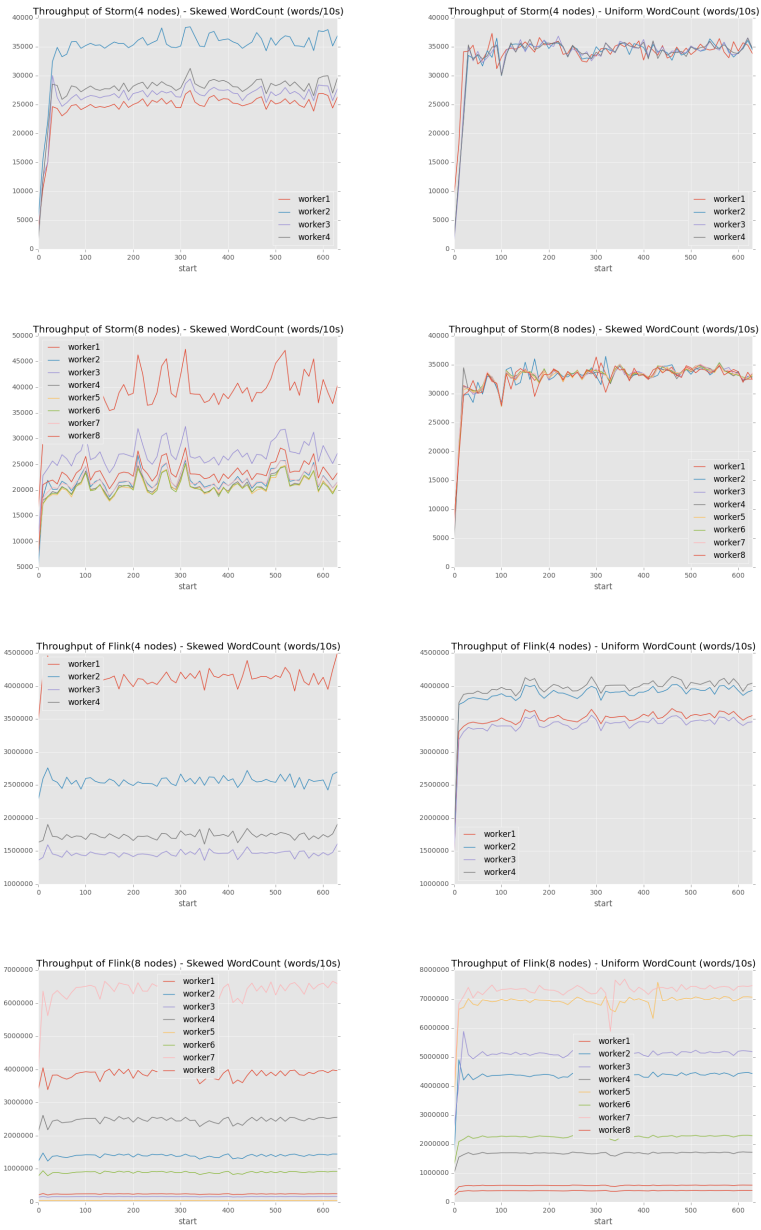 Throughput of Storm(4 nodes) - Skewed WordCount (words/10s)
40000
35000
30000
25000
20000
15000
10000
5000
0
worker1
worker2
worker3
worker4
0 100 200 300 400 500 600
start
Throughput of Storm(4 nodes) - Uniform WordCount (words/10s)
40000
35000
30000
25000
20000
15000
10000
5000
0
worker1
worker2
worker3
worker4
0 100 200 300 400 500 600
start
Throughput of Storm(8 nodes) - Skewed WordCount (words/10s)
50000
45000
40000
35000
30000
25000
20000
15000
10000
5000
worker1
worker2
worker3
worker4
worker5
worker6
worker7
worker8
0 100 200 300 400 500 600
start
Throughput of Storm(8 nodes) - Skewed WordCount (words/10s)
40000
35000
30000
25000
20000
15000
10000
5000
0
worker1
worker2
worker3
worker4
worker5
worker6
worker7
worker8
0 100 200 300 400 500 600
start
Throughput of Flink(4 nodes) - Skewed WordCount (words/10s)
4500000
4000000
3500000
3000000
2500000
2000000
1500000
1000000
worker1
worker2
worker3
worker4
0 100 200 300 400 500 600
start
Throughput of Flink(4 nodes) - Uniform WordCount (words/10s)
4500000
4000000
3500000
3000000
2500000
2000000
1500000
1000000
worker1
worker2
worker3
worker4
0 100 200 300 400 500 600
start
Throughput of Flink(8 nodes) - Skewed WordCount (words/10s)
7000000
6000000
5000000
4000000
3000000
2000000
1000000
0
worker1
worker2
worker3
worker4
worker5
worker6
worker7
worker8
0 100 200 300 400 500 600
start
Throughput of Flink(8 nodes) - Uniform WordCount (words/10s)
8000000
7000000
6000000
5000000
4000000
3000000
2000000
1000000
0
worker1
worker2
worker3
worker4
worker5
worker6
worker7
worker8
0 100 200 300 400 500 600
start